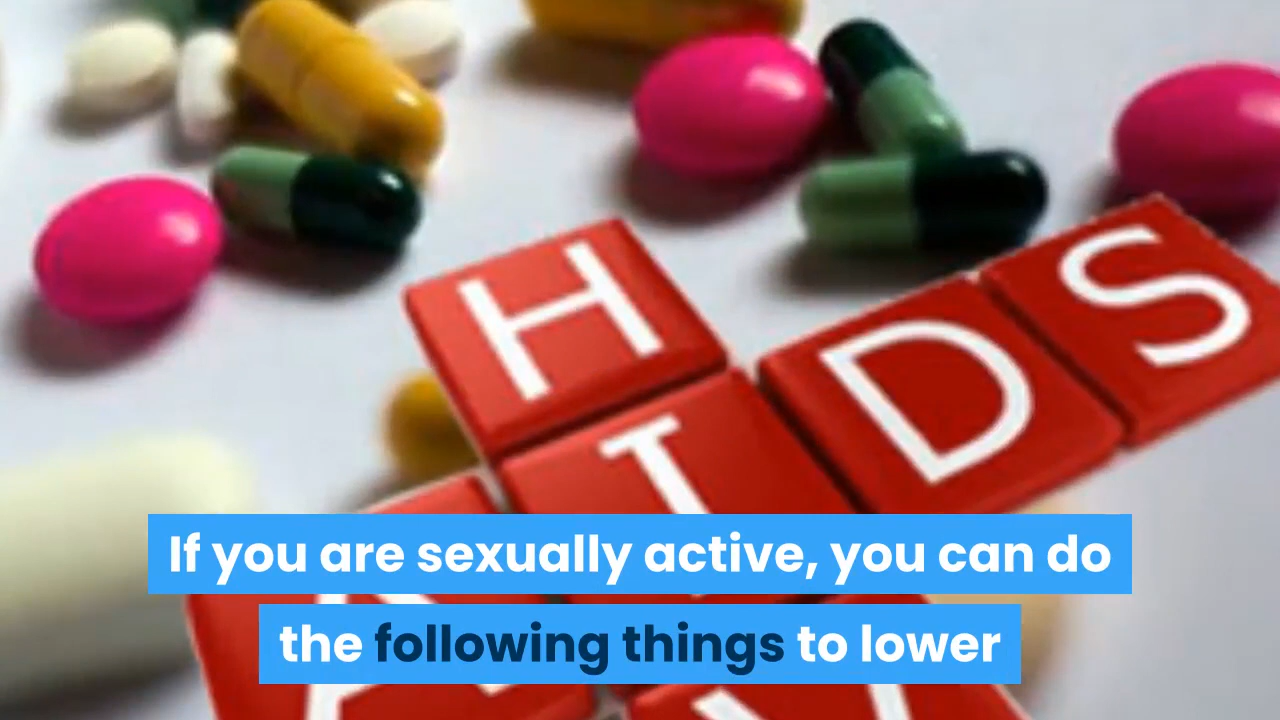 H
I D S
A
V
If you are sexually active, you can do
the following things to lower